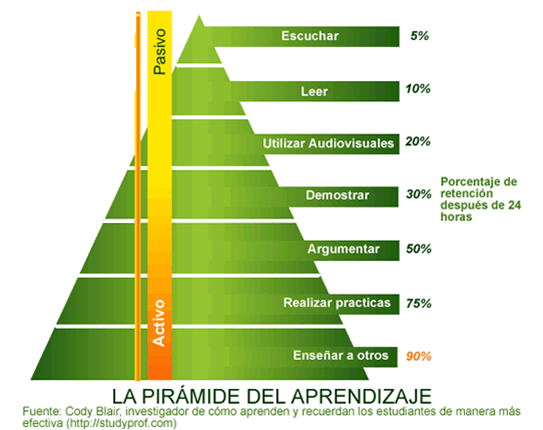 Pasivo
Escuchar 5%
Leer 10%
Utilizar Audiovisuales 20%
Demostrar 30%
Porcentaje de
retención
después de 24
horas
Argumentar 50%
Realizar practicas 75%
Activo
Enseñar a otros 90%
LA PIRÁMIDE DEL APRENDIZAJE
Fuente: Cody Blair, investigador de cómo aprenden y recuerdan los estudiantes de manera más
efectiva (http://studyprof.com)